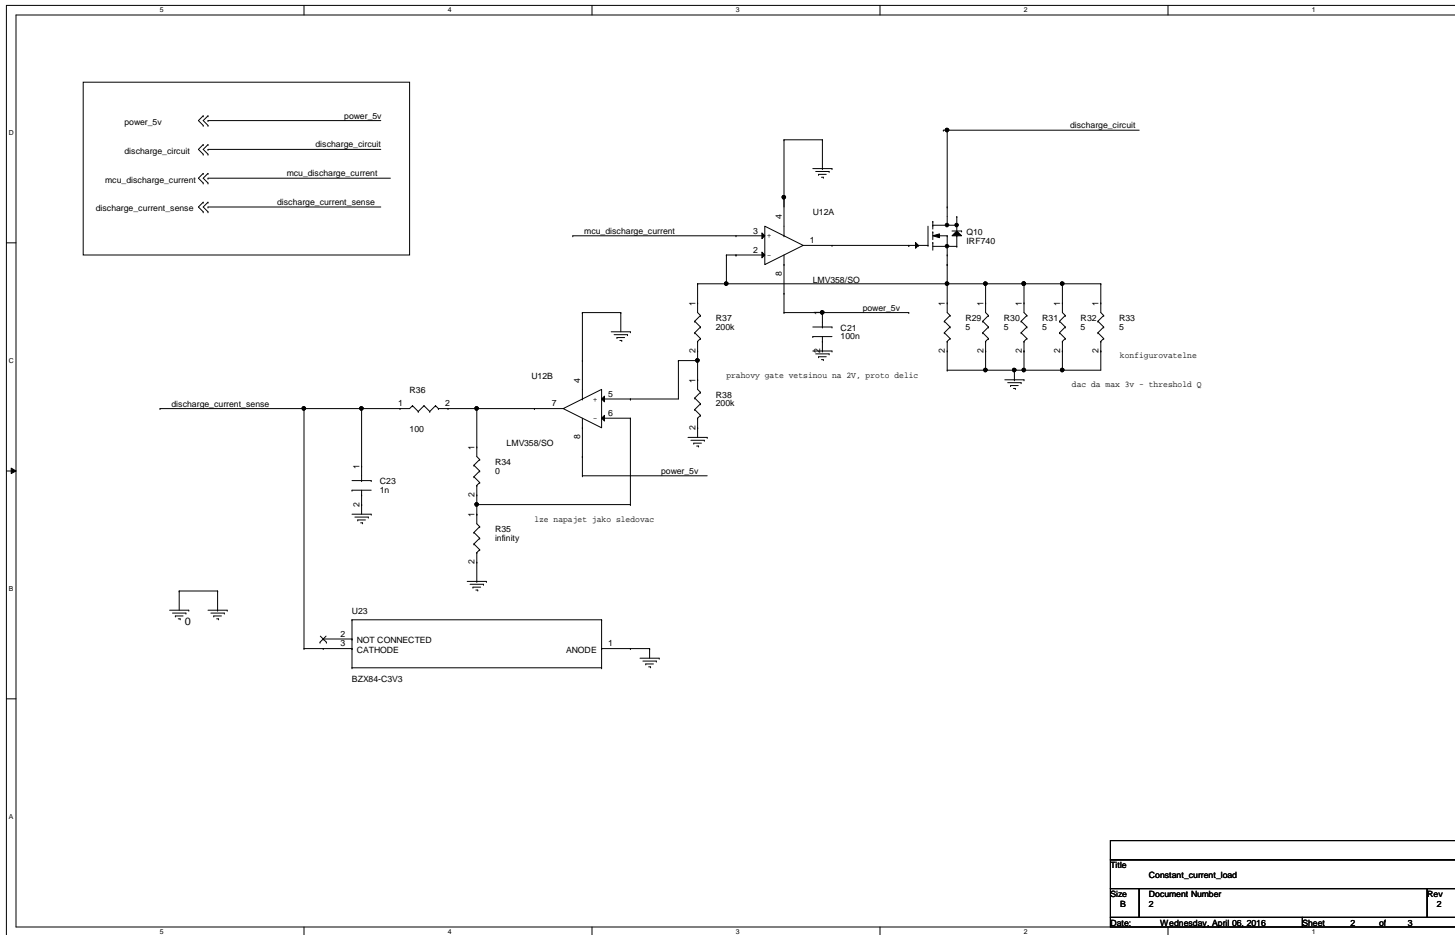 5 4 3 2 1
D
C
B
A
power_5v power_5v
discharge_circuit discharge_circuit
mcu_discharge_current mcu_discharge_current
discharge_current_sense discharge_current_sense
discharge_circuit
4
U12A
mcu_discharge_current 3 +
1
2 -
8
LMV358/SO
power_5v
Q10
IRF740
C21
100n
2
1
R37
200k
2
1
R38
200k
2
prahovy gate vetsinou na 2V, proto delic
1
R29
5
2
1
R30
5
2
1
R31
5
2
1
R32
5
2
1
R33
5
2
konfigurovatelne
dac da max 3v - threshold Q
U12B
4
5 +
6 -
7
8
LMV358/SO
power_5v
discharge_current_sense
R36
1 2
100
1
C23
1n
2
1
R34
0
2
1
R35
infinity
2
lze napajet jako sledovac
0
U23
2 NOT CONNECTED
3 CATHODE
ANODE 1
BZX84-C3V3
Title
Constant_current_load
Size Document Number Rev
B 2 2
Date: Wednesday, April 06, 2016 Sheet 2 of 3
5 4 3 2 1